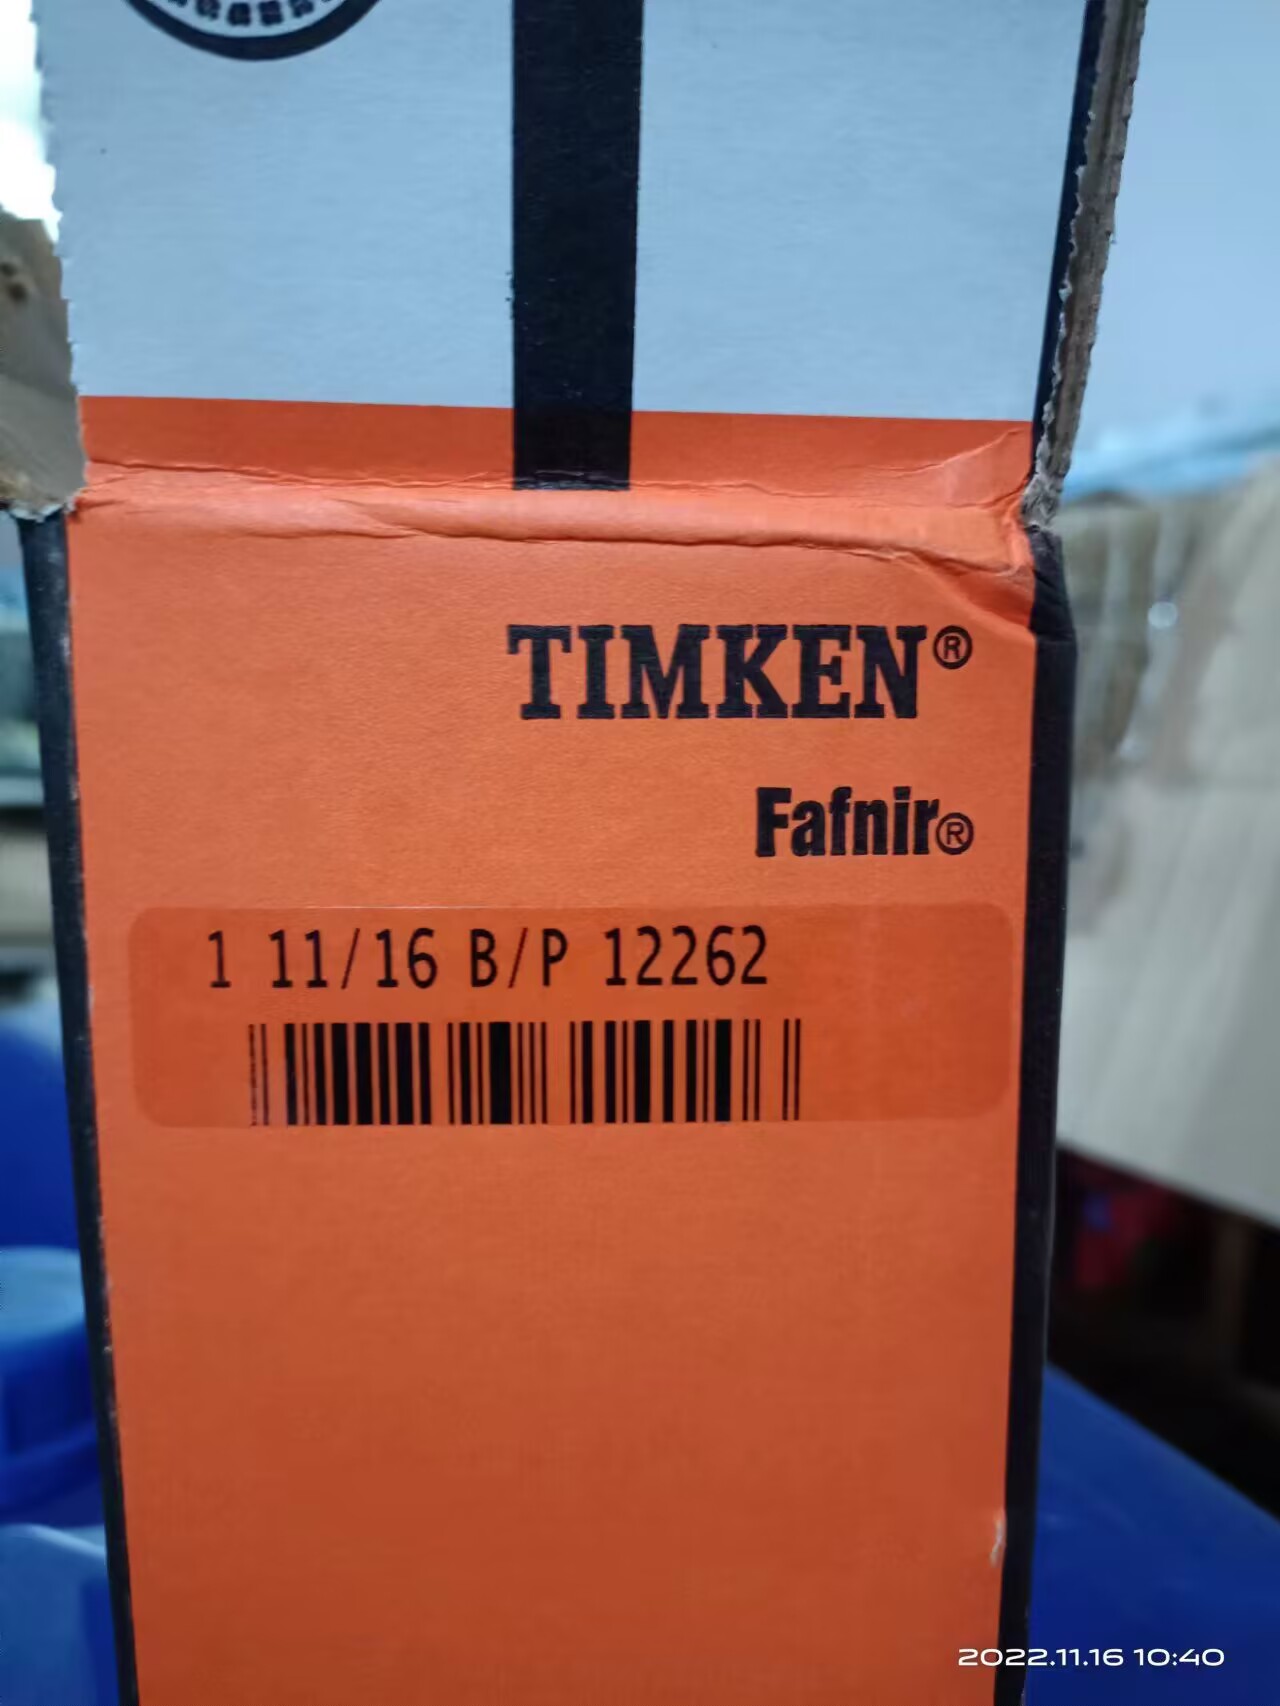 TIMKEN®
Fafnir®
1 11/16 B/P 12262
2022.11.16 10:40